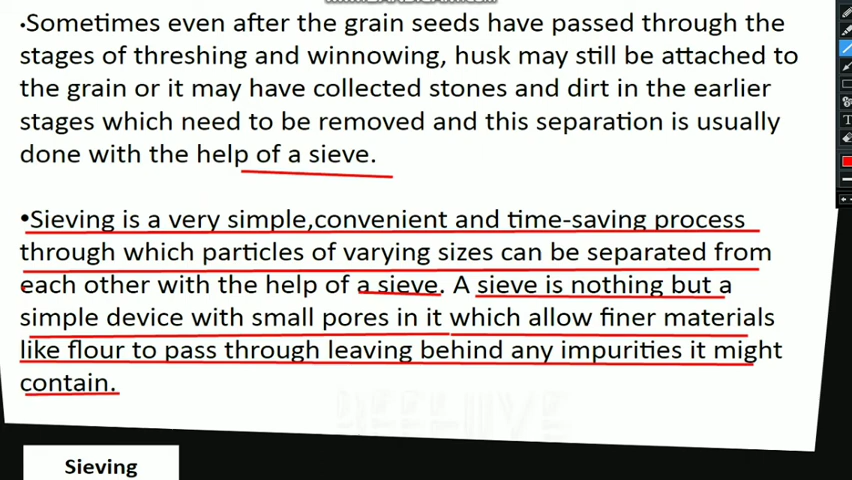 •Sometimes even after the grain seeds have passed through the
stages of threshing and winnowing, husk may still be attached to
the grain or it may have collected stones and dirt in the earlier
stages which need to be removed and this separation is usually
done with the help of a sieve.
•Sieving is a very simple,convenient and time-saving process
through which particles of varying sizes can be separated from
each other with the help of a sieve. A sieve is nothing but a
simple device with small pores in it which allow finer materials
like flour to pass through leaving behind any impurities it might
contain.
BEEHIVE
Sieving